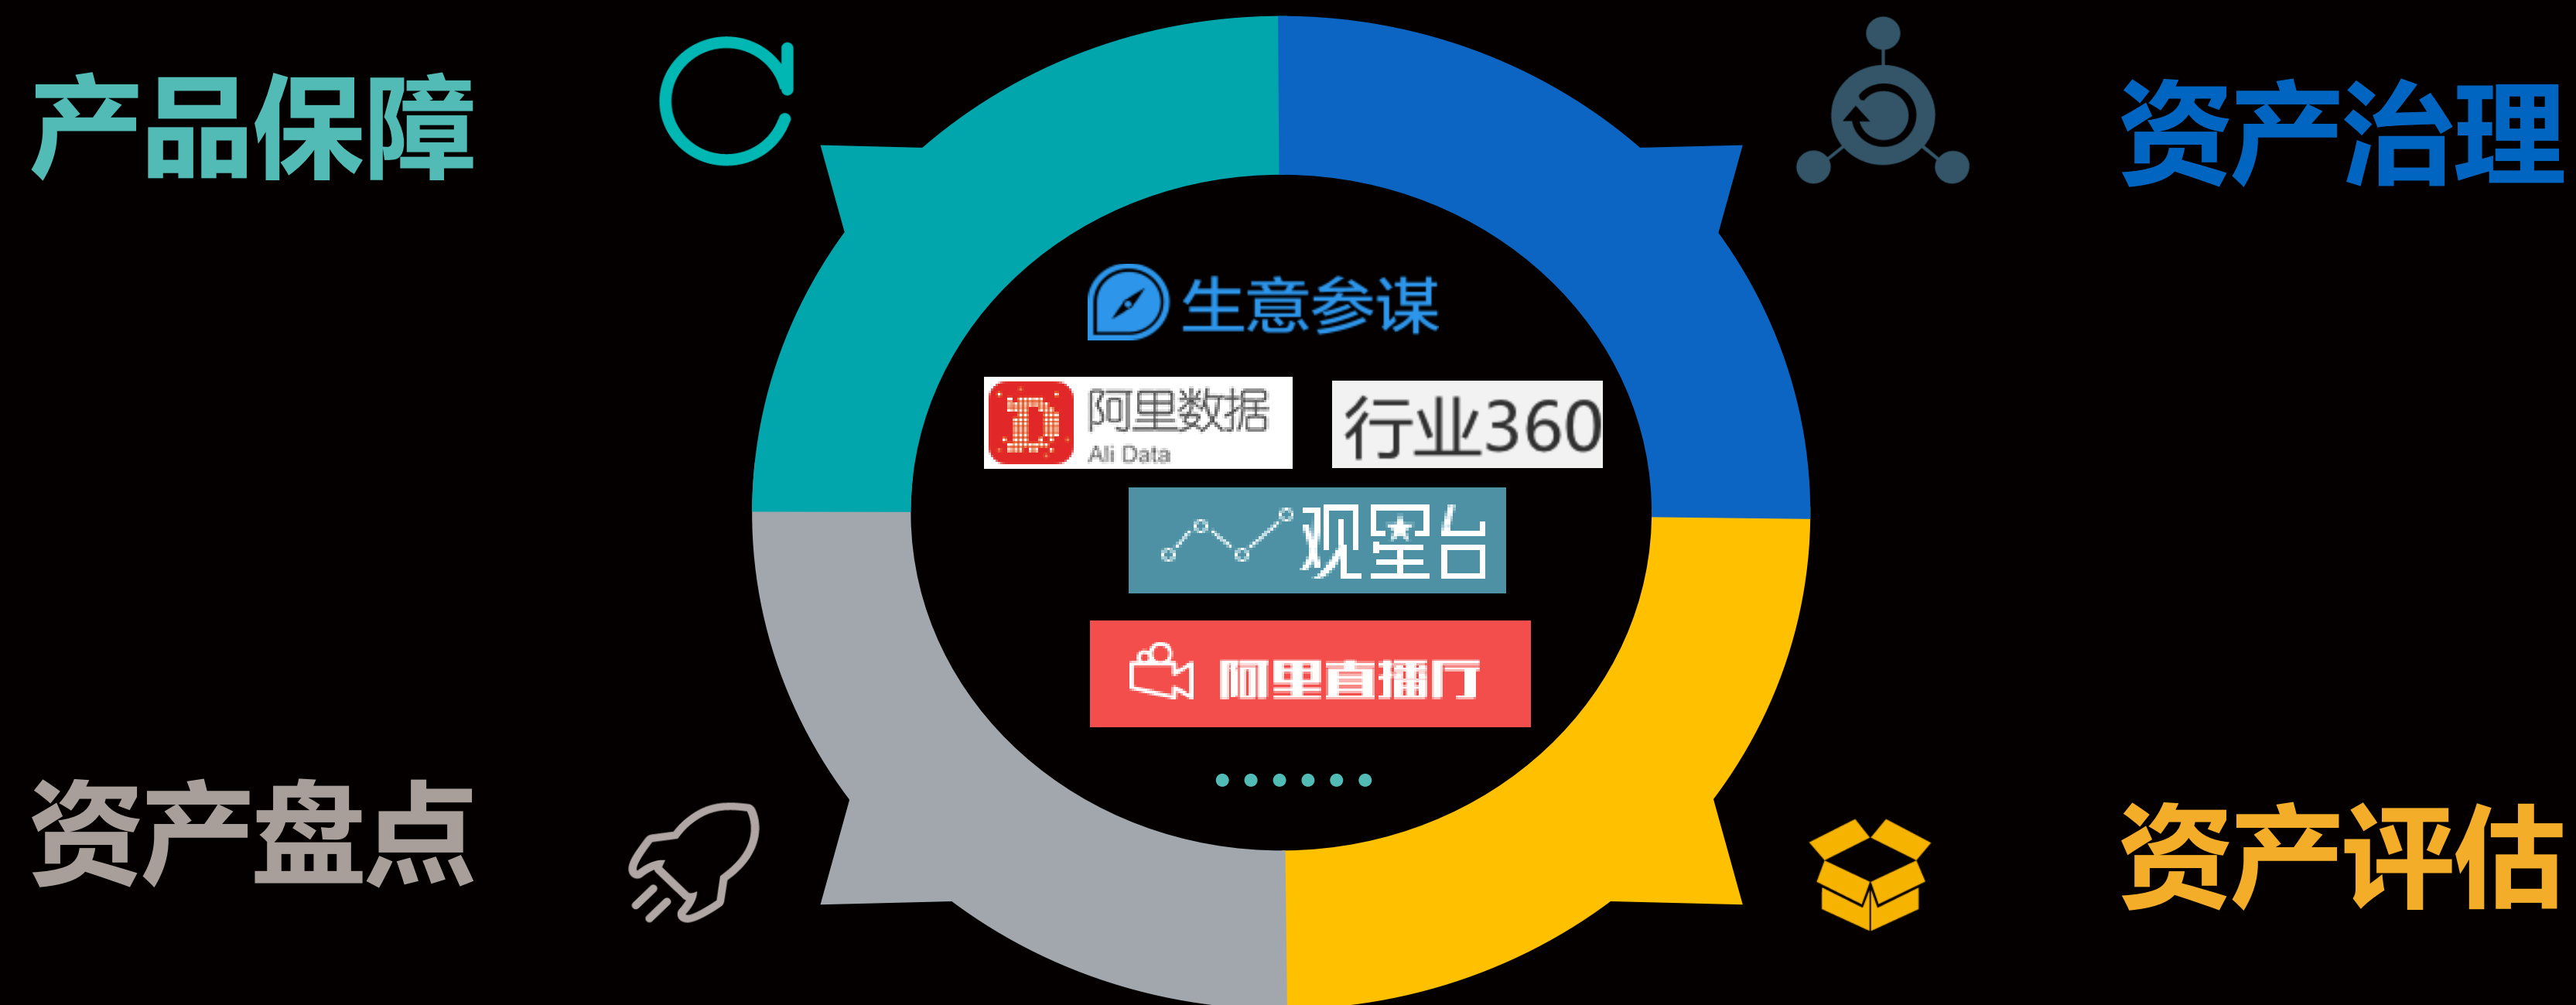 产品保障
资产治理
生意参谋
阿里数据
Ali Data
行业360
观星台
阿里直播厅
资产盘点
资产评估